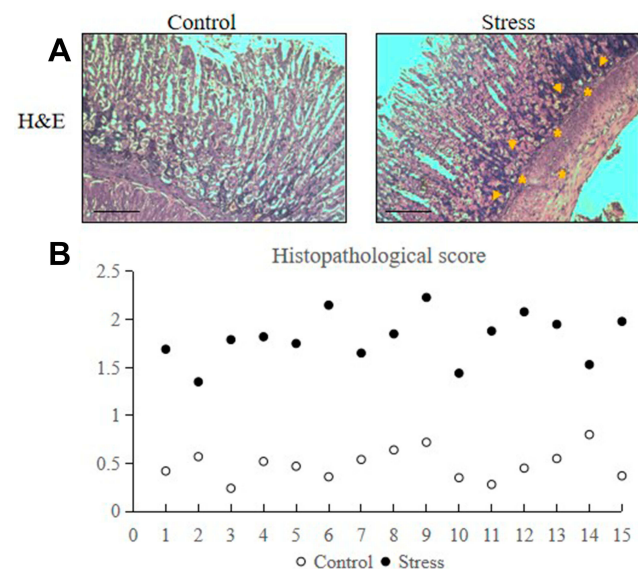 Control Stress
A
H&E
B
Histopathological score
2.5
2
1.5
1
0.5
0
0 1 2 3 4 5 6 7 8 9 10 11 12 13 14 15
Control Stress